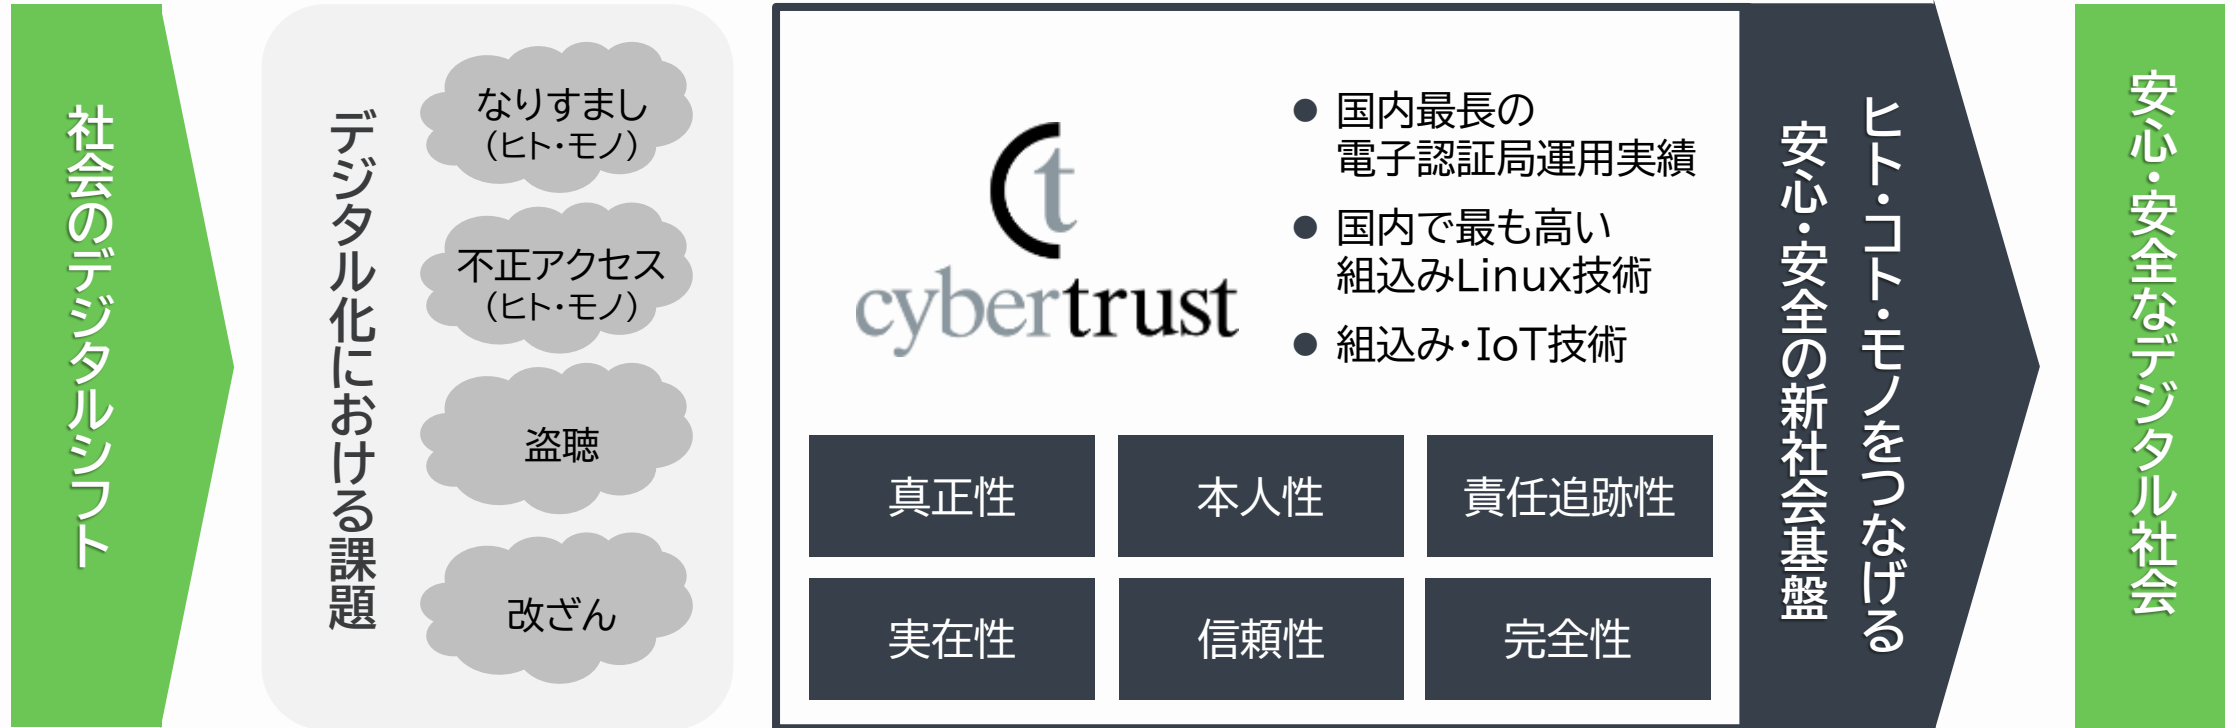 社会のデジタルシフト
デジタル化における課題
なりすまし
（ヒト・モノ）
不正アクセス
（ヒト・モノ）
盗聴
改ざん
Ct
cybertrust
● 国内最長の
電子認証局運用実績
● 国内で最も高い
組込みLinux技術
● 組込み・IoT技術
真正性
本人性
責任追跡性
実在性
信頼性
完全性
ヒト・コト・モノをつなげる
安心・安全の新社会基盤
安心・安全なデジタル社会